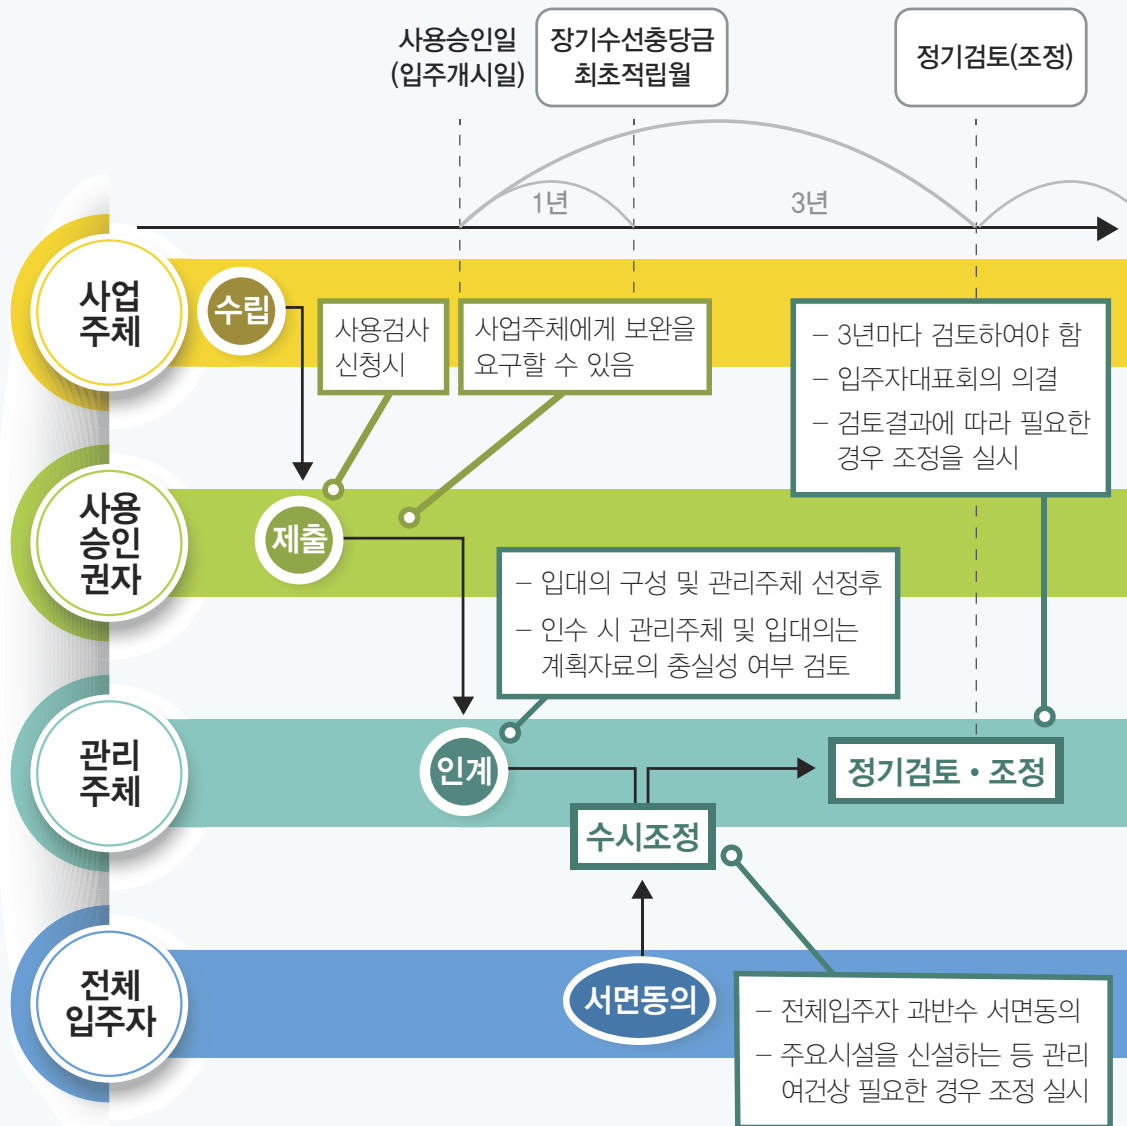 사용승인일
(입주개시일)
장기수선충당금
최초적립월
정기검토(조정)
1년
3년
사업
주체
수립
사용검사
신청시
사업주체에게 보완을
요구할 수 있음
– 3년마다 검토하여야 함
– 입주자대표회의 의결
– 검토결과에 따라 필요한
경우 조정을 실시
사용
승인
권자
제출
– 입대의 구성 및 관리주체 선정후
– 인수 시 관리주체 및 입대의는
계획자료의 충실성 여부 검토
관리
주체
인계
정기검토 • 조정
수시조정
전체
입주자
서면동의
– 전체입주자 과반수 서면동의
– 주요시설을 신설하는 등 관리
여건상 필요한 경우 조정 실시